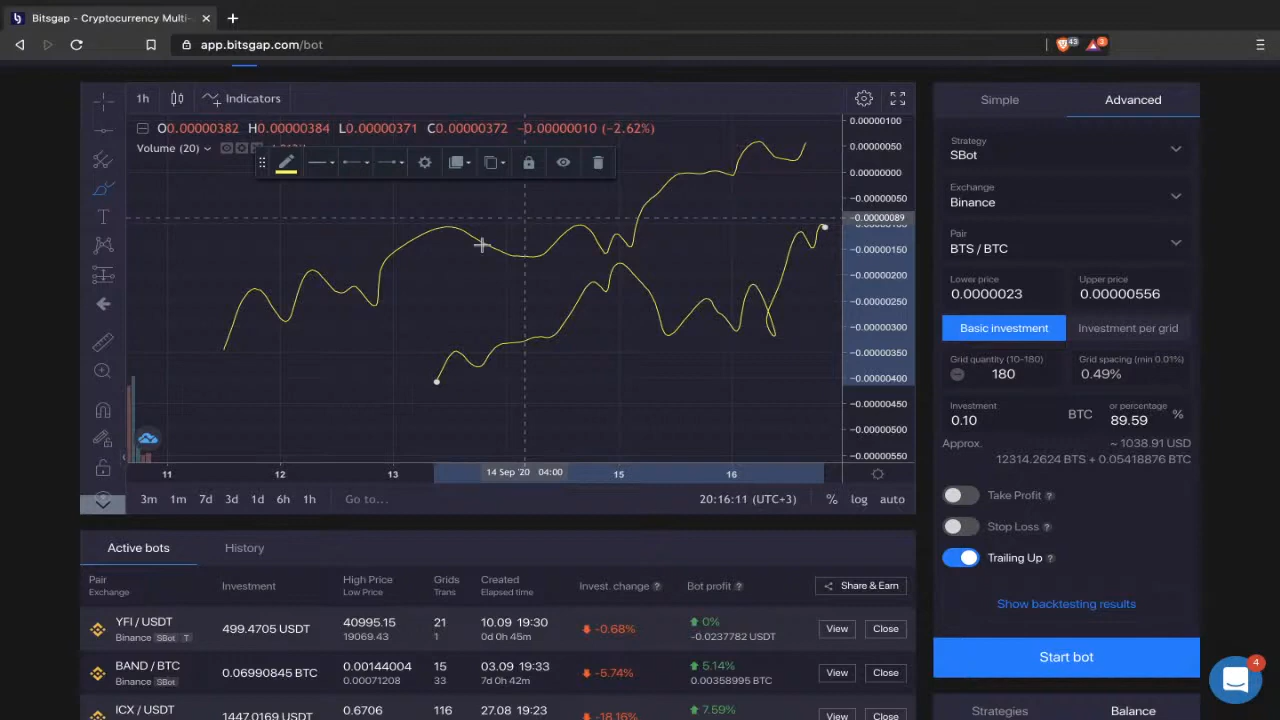 Bitsgap - Cryptocurrency Multi-
app.bitsgap.com/bot
43
3
1h
Indicators
O0.00000382 H0.00000384 L0.00000371 C0.00000372 −0.00000010 (−2.62%)
Volume (20)
0.00000100
0.00000050
0.00000000
−0.00000050
−0.00000089
−0.00000150
−0.00000200
−0.00000250
−0.00000300
−0.00000350
−0.00000400
−0.00000450
−0.00000500
−0.00000550
11
12
13
14 Sep '20 04:00
15
16
3m 1m 7d 3d 1d 6h 1h Go to...
20:16:11 (UTC+3) % log auto
Simple
Advanced
Strategy
SBot
Exchange
Binance
Pair
BTS / BTC
Lower price
0.0000023
Upper price
0.00000556
Basic investment
Investment per grid
Grid quantity (10-180)
180
Grid spacing (min 0.01%)
0.49%
Investment
0.10
BTC
or percentage
89.59
%
Approx.
~ 1038.91 USD
12314.2624 BTS + 0.05418876 BTC
Take Profit ?
Stop Loss ?
Trailing Up ?
Show backtesting results
Start bot
Strategies
Balance
4
Active bots
History
Pair
Exchange
Investment
High Price
Low Price
Grids
Trans
Created
Elapsed time
Invest. change ?
Bot profit ?
Share & Earn
YFI / USDT
Binance SBot T
499.4705 USDT
40995.15
19069.43
21
1
10.09 19:30
0d 0h 45m
-0.68%
0%
-0.0237782 USDT
View
Close
BAND / BTC
Binance SBot
0.06990845 BTC
0.00144004
0.00071208
15
33
03.09 19:33
7d 0h 42m
-5.74%
5.14%
0.00358995 BTC
View
Close
ICX / USDT
1447.0169 USDT
0.6706
116
27.08 19:23
-18.16%
7.59%
View
Close